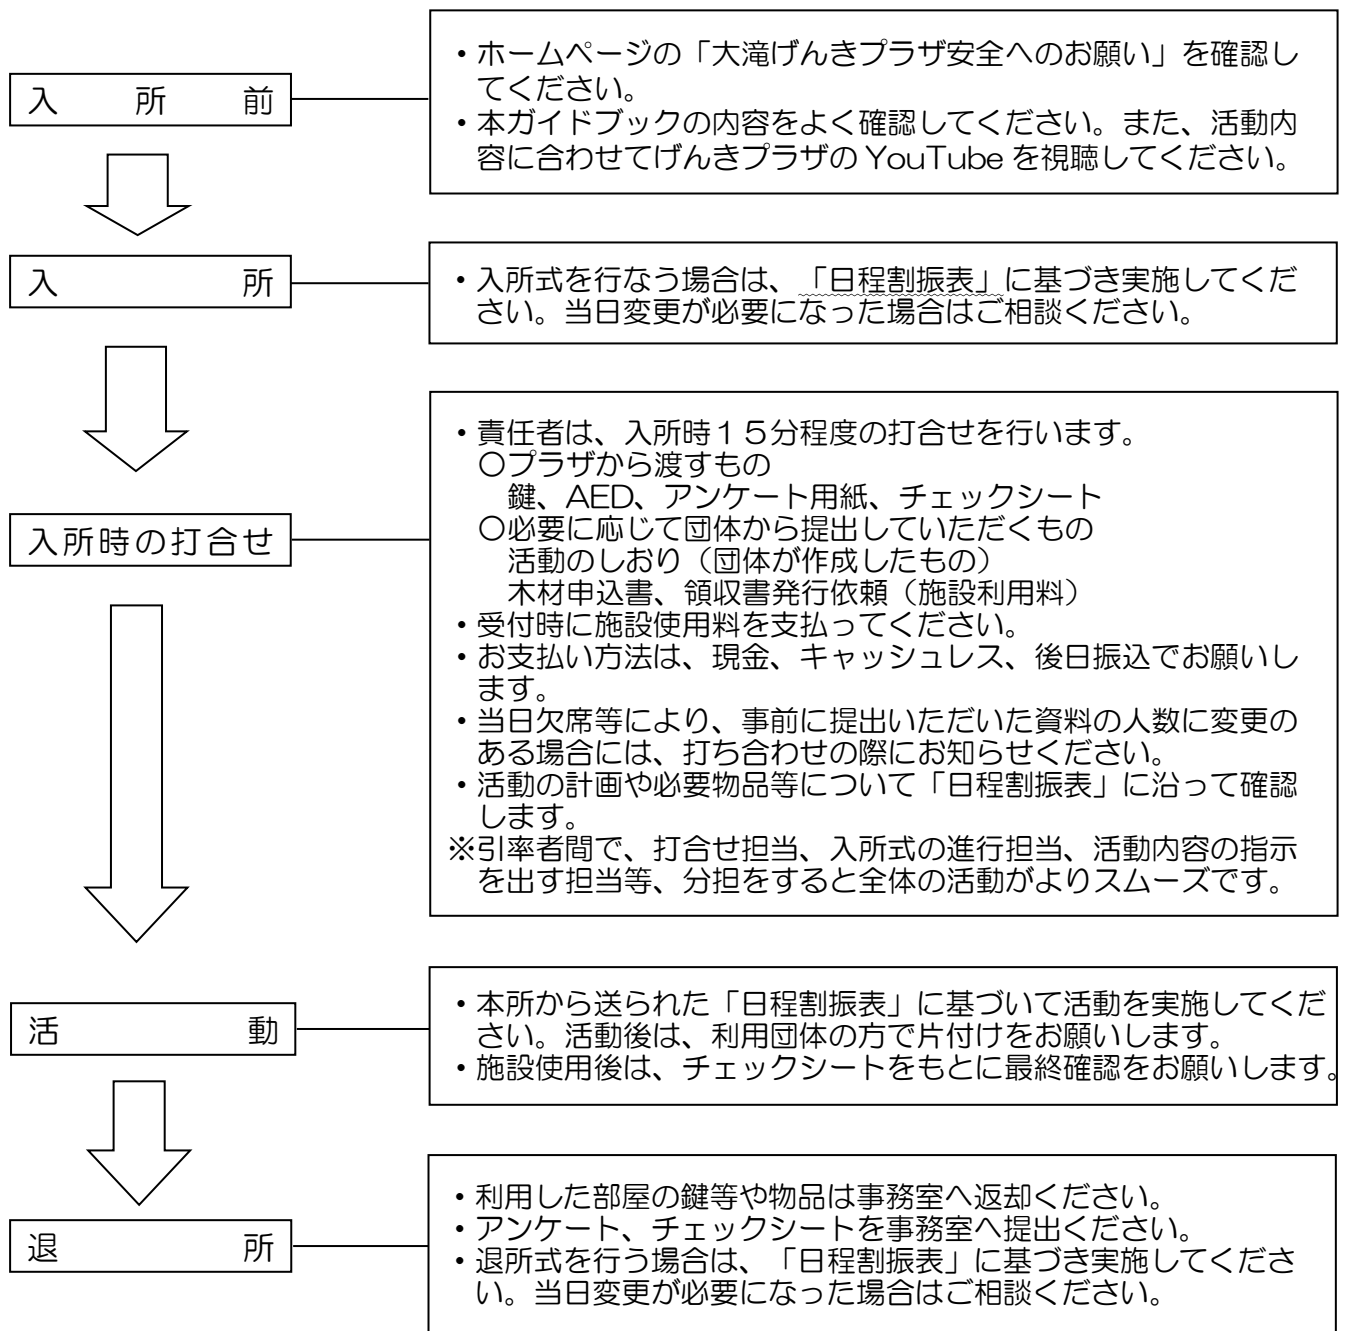 入所前
・ホームページの「大滝げんきプラザ安全へのお願い」を確認し
てください。
・本ガイドブックの内容をよく確認してください。また、活動内
容に合わせてげんきプラザの YouTube を視聴してください。
入所
・入所式を行なう場合は、「日程割振表」に基づき実施してくだ
さい。当日変更が必要になった場合はご相談ください。
入所時の打合せ
・責任者は、入所時１５分程度の打合せを行います。
○プラザから渡すもの
鍵、AED、アンケート用紙、チェックシート
○必要に応じて団体から提出していただくもの
活動のしおり（団体が作成したもの）
木材申込書、領収書発行依頼（施設利用料）
・受付時に施設使用料を支払ってください。
・お支払い方法は、現金、キャッシュレス、後日振込でお願いし
ます。
・当日欠席等により、事前に提出いただいた資料の人数に変更の
ある場合には、打ち合わせの際にお知らせください。
・活動の計画や必要物品等について「日程割振表」に沿って確認
します。
※引率者間で、打合せ担当、入所式の進行担当、活動内容の指示
を出す担当等、分担をすると全体の活動がよりスムーズです。
活動
・本所から送られた「日程割振表」に基づいて活動を実施してくだ
さい。活動後は、利用団体の方で片付けをお願いします。
・施設使用後は、チェックシートをもとに最終確認をお願いします。
退所
・利用した部屋の鍵等や物品は事務室へ返却ください。
・アンケート、チェックシートを事務室へ提出ください。
・退所式を行う場合は、「日程割振表」に基づき実施してくださ
い。当日変更が必要になった場合はご相談ください。